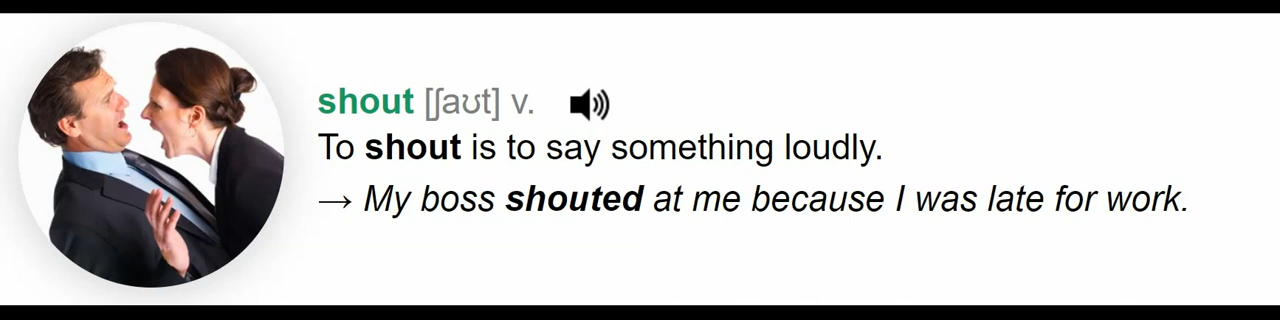 shout [ʃaʊt] v.
To shout is to say something loudly.
→ My boss shouted at me because I was late for work.